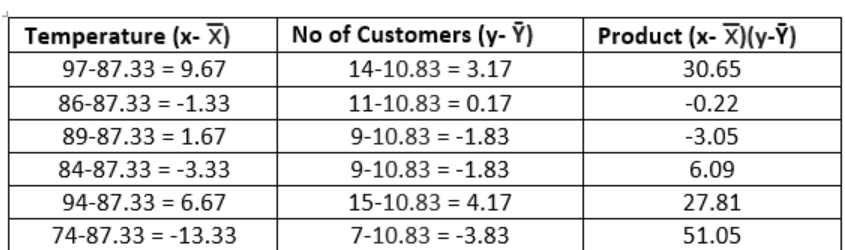 Temperature (x- X̅) No of Customers (y- Ȳ) Product (x- X̅)(y-Ȳ)
97-87.33 = 9.67 14-10.83 = 3.17 30.65
86-87.33 = -1.33 11-10.83 = 0.17 -0.22
89-87.33 = 1.67 9-10.83 = -1.83 -3.05
84-87.33 = -3.33 9-10.83 = -1.83 6.09
94-87.33 = 6.67 15-10.83 = 4.17 27.81
74-87.33 = -13.33 7-10.83 = -3.83 51.05